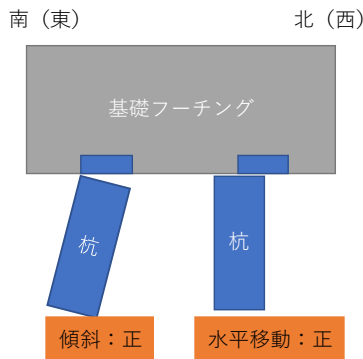 南（東）
北（西）
基礎フーチング
杭
杭
傾斜：正
水平移動：正